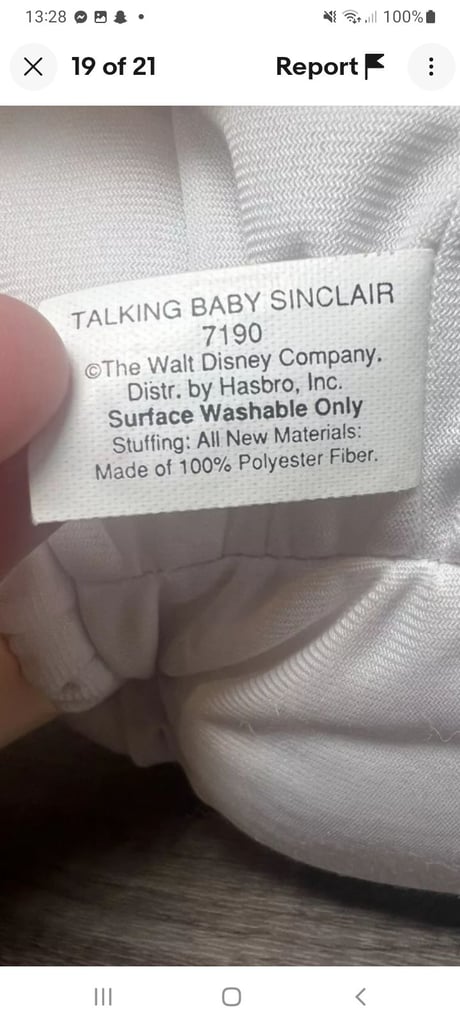 13:28 100%
19 of 21 Report
TALKING BABY SINCLAIR
7190
©The Walt Disney Company.
Distr. by Hasbro, Inc.
Surface Washable Only
Stuffing: All New Materials:
Made of 100% Polyester Fiber.